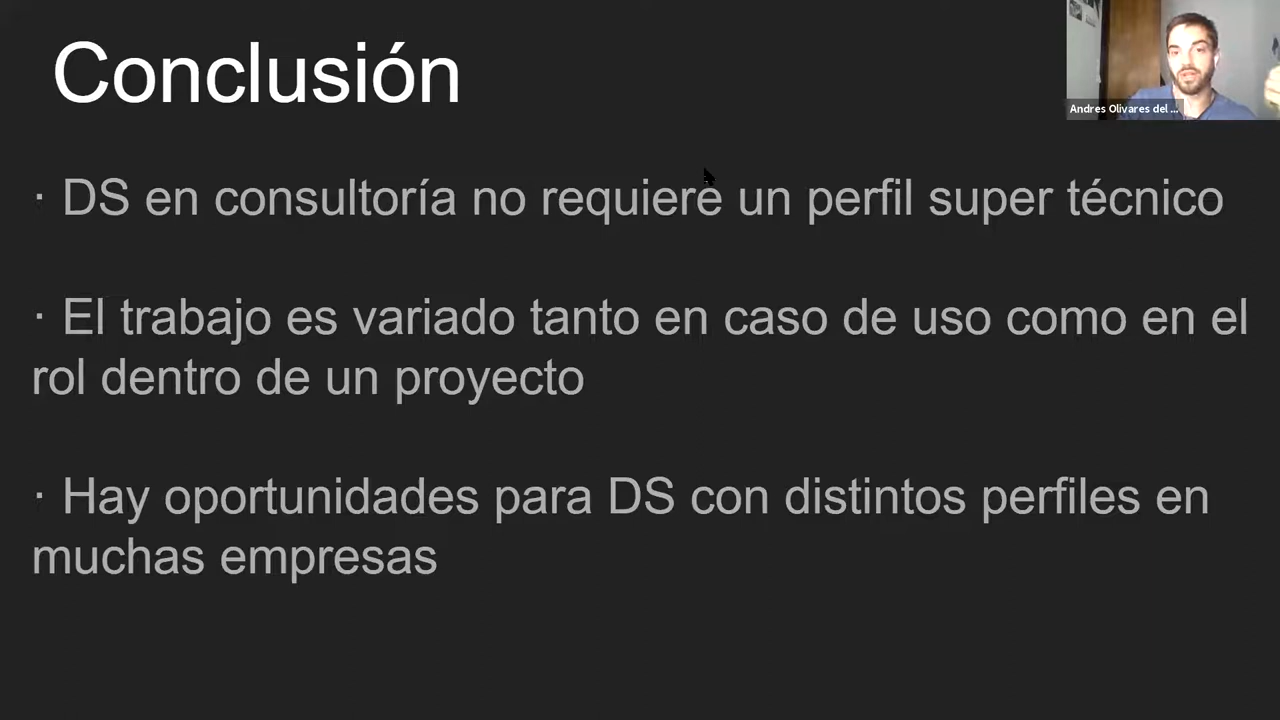 Conclusión
Andres Olivares del ...
· DS en consultoría no requiere un perfil super técnico
· El trabajo es variado tanto en caso de uso como en el
rol dentro de un proyecto
· Hay oportunidades para DS con distintos perfiles en
muchas empresas